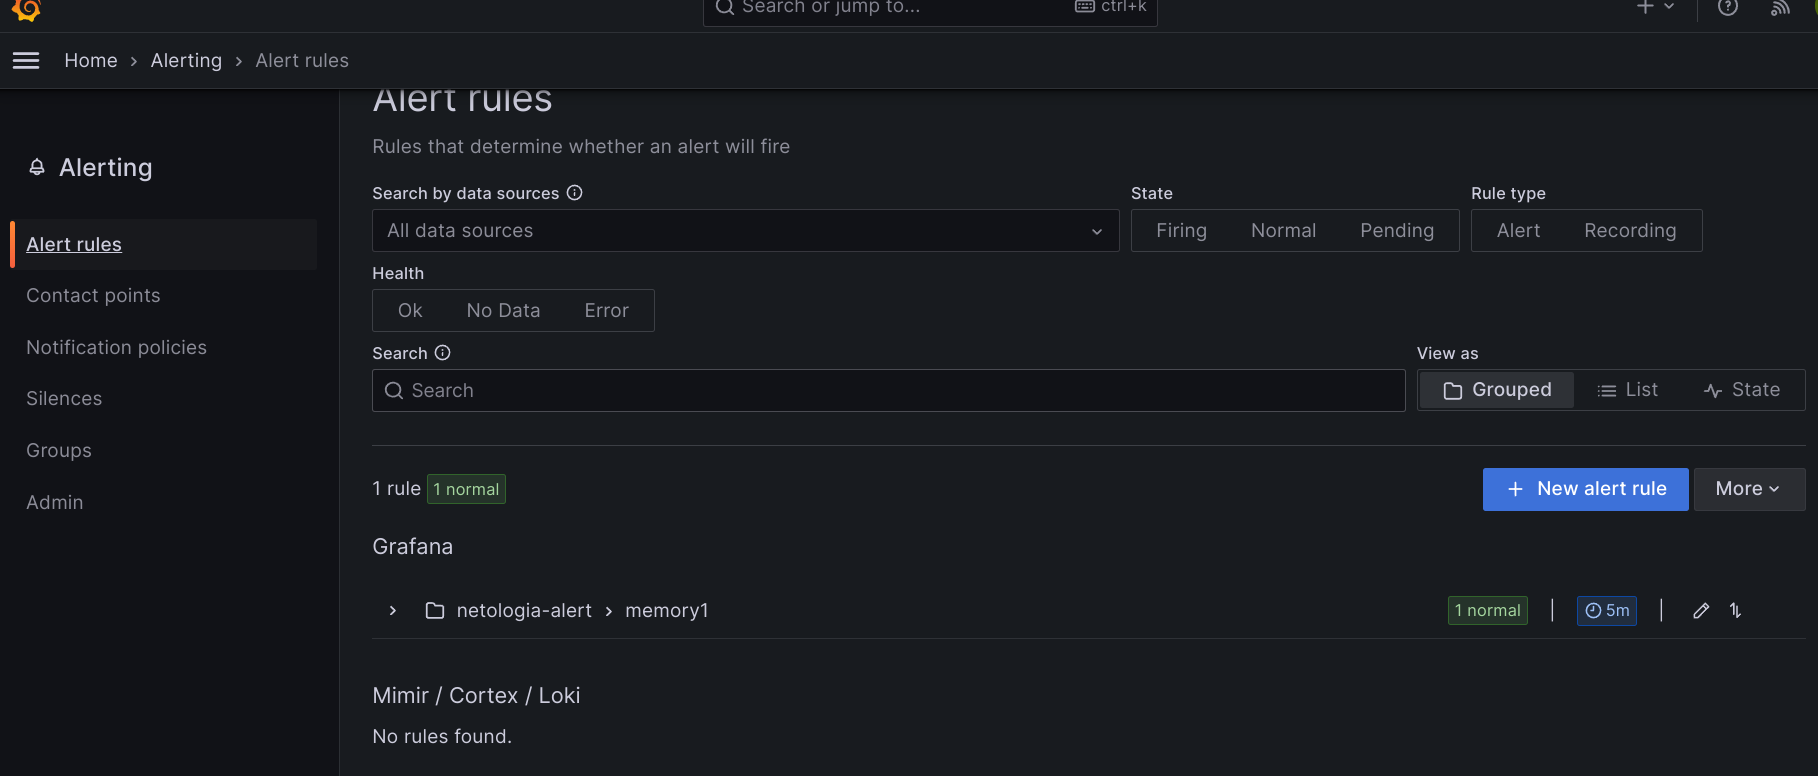 Search or jump to...
ctrl+k
Home
Alerting
Alert rules
Alerting
Alert rules
Contact points
Notification policies
Silences
Groups
Admin
Alert rules
Rules that determine whether an alert will fire
Search by data sources
State
Rule type
All data sources
Firing Normal Pending
Alert Recording
Health
Ok No Data Error
Search
View as
Search
Grouped List State
1 rule 1 normal
+ New alert rule
More
Grafana
netologia-alert > memory1
1 normal
5m
Mimir / Cortex / Loki
No rules found.